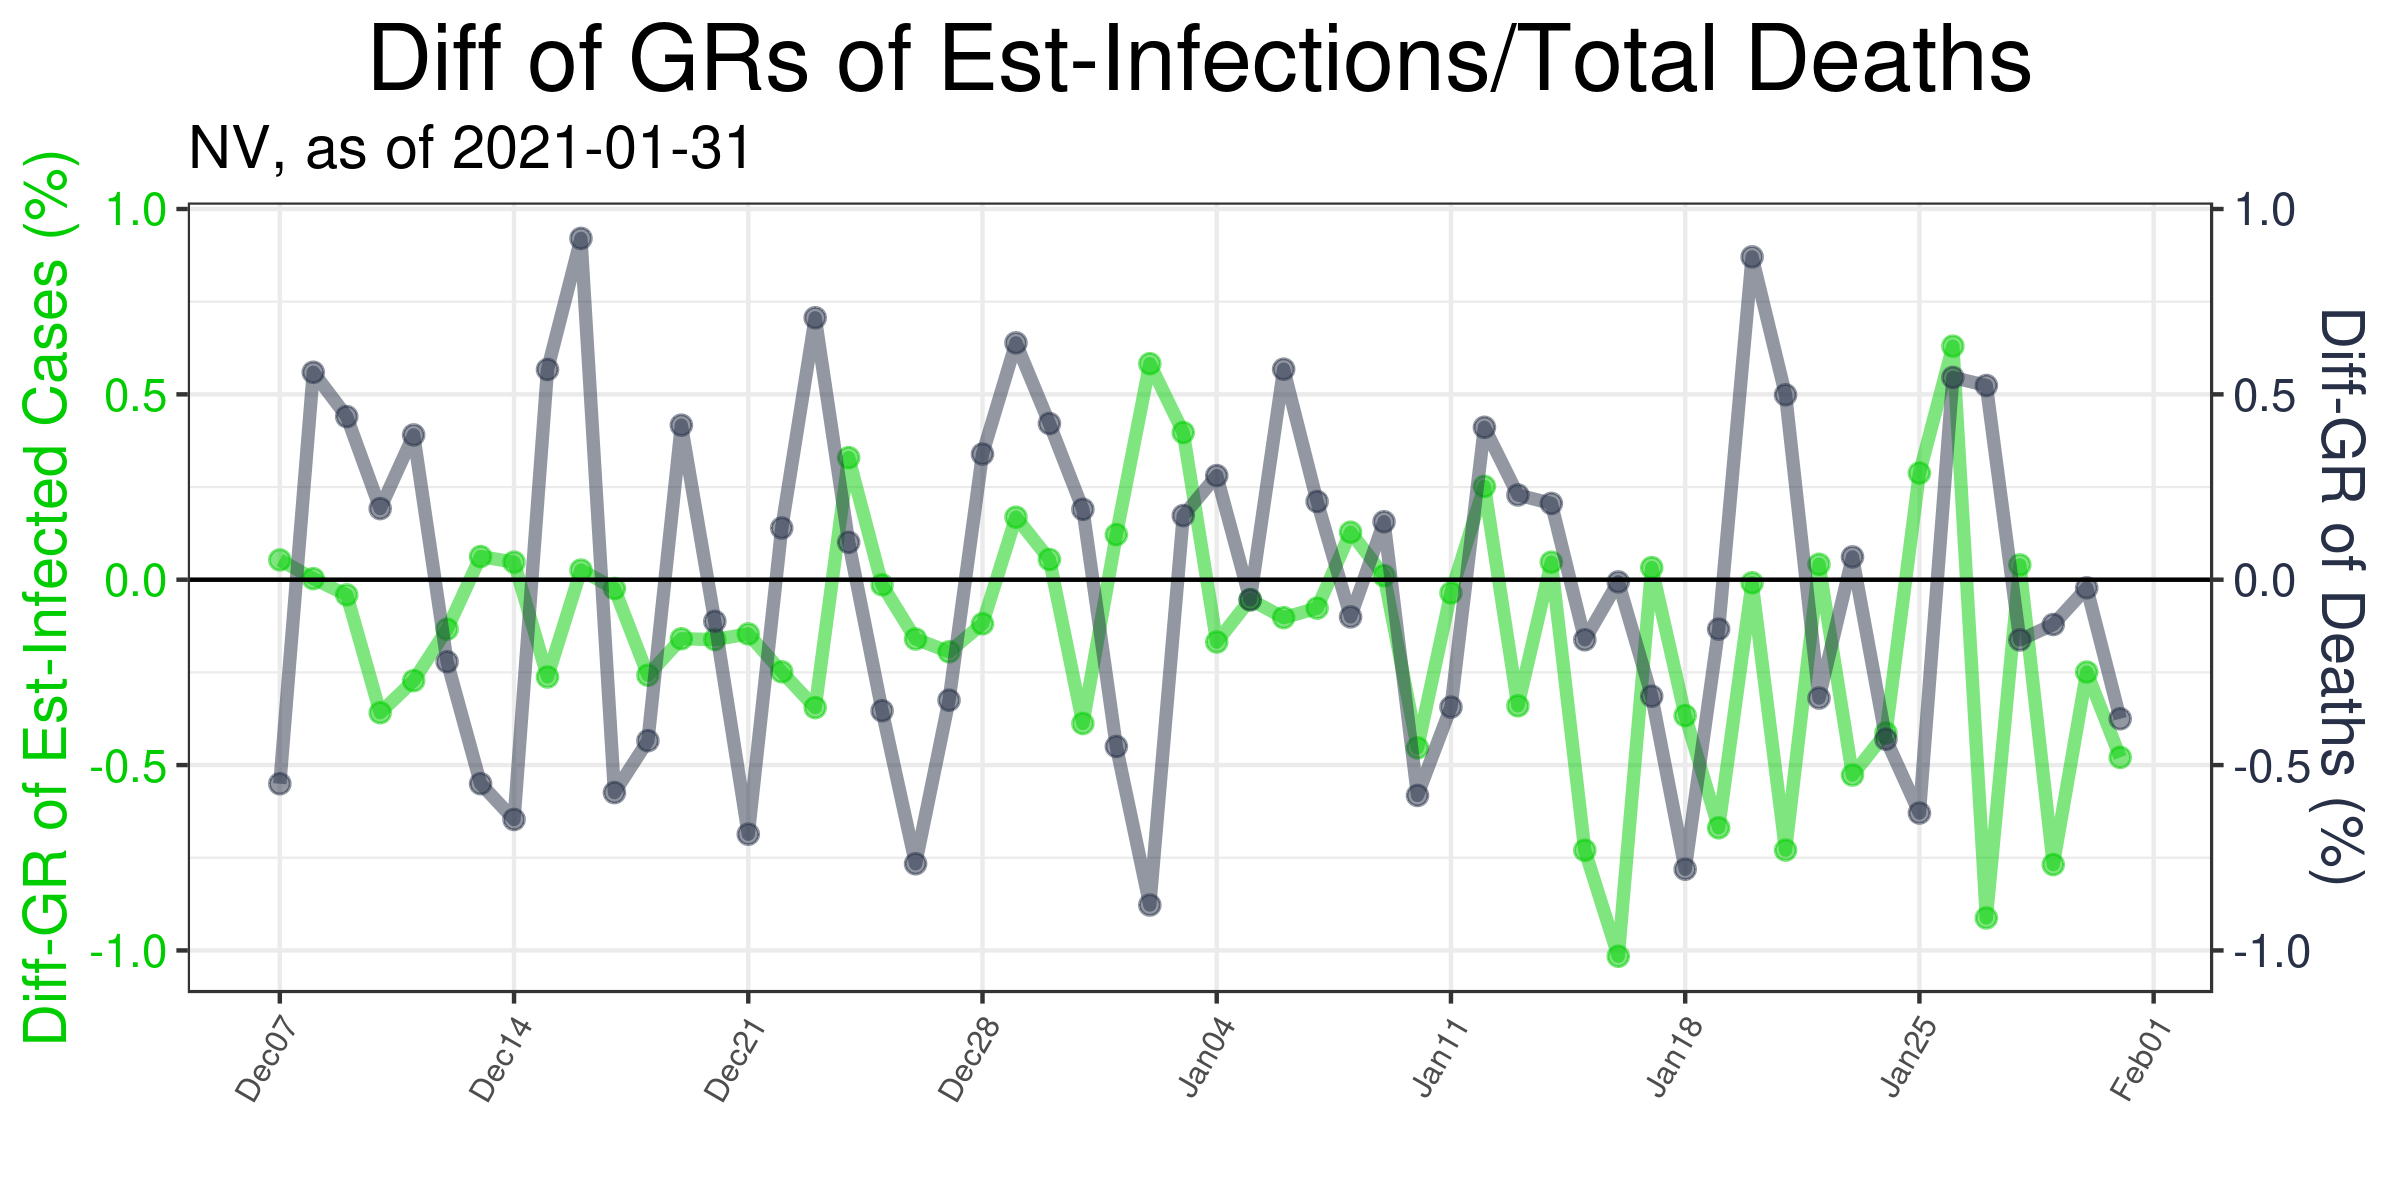 Diff of GRs of Est-Infections/Total Deaths
NV, as of 2021-01-31
Diff-GR of Est-Infected Cases (%)
1.0
0.5
0.0
-0.5
-1.0
1.0
0.5
0.0
-0.5
-1.0
Diff-GR of Deaths (%)
Dec07
Dec14
Dec21
Dec28
Jan04
Jan11
Jan18
Jan25
Feb01